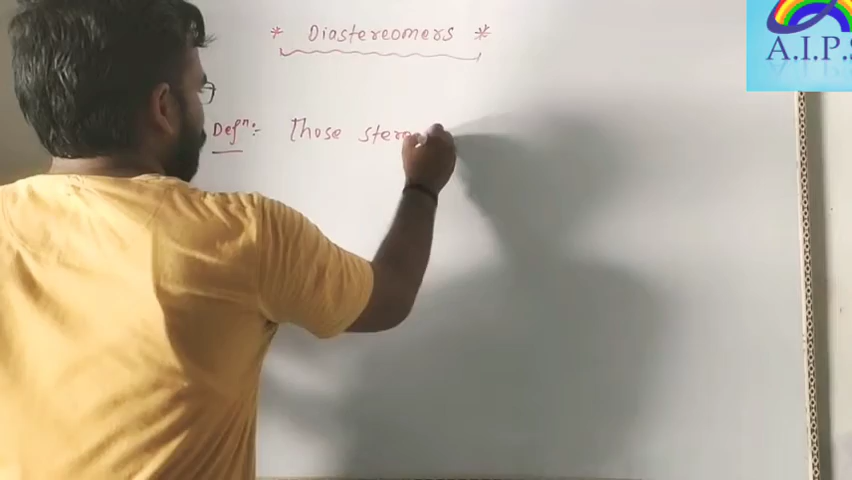 * Diastereomers *
Defⁿ:- Those stere
A.I.P.S